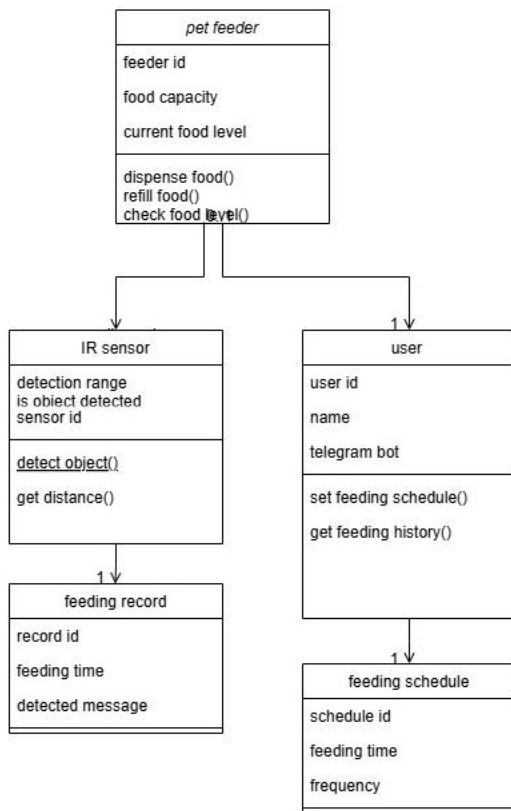 pet feeder
feeder id
food capacity
current food level
dispense food()
refill food()
check food level()
0..1
IR sensor
detection range
is object detected
sensor id
detect object()
get distance()
1
user
user id
name
telegram bot
set feeding schedule()
get feeding history()
1
feeding record
record id
feeding time
detected message
1
feeding schedule
schedule id
feeding time
frequency